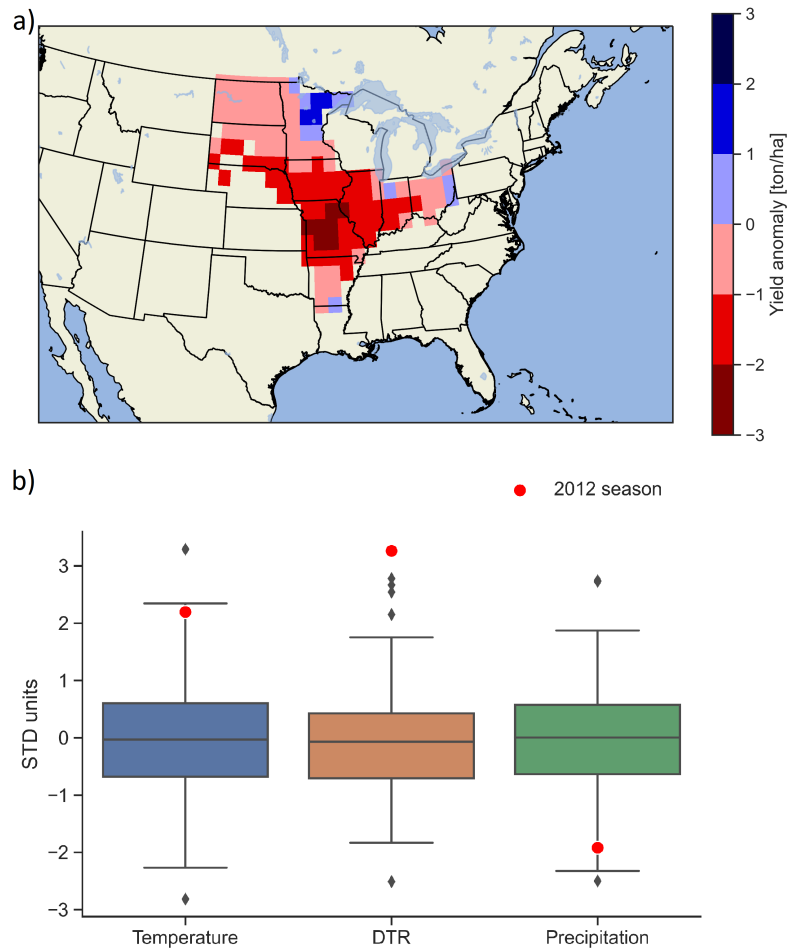 a)
3
2
1
0
−1
−2
−3
Yield anomaly [ton/ha]
b)
2012 season
3
2
1
0
−1
−2
−3
STD units
Temperature
DTR
Precipitation